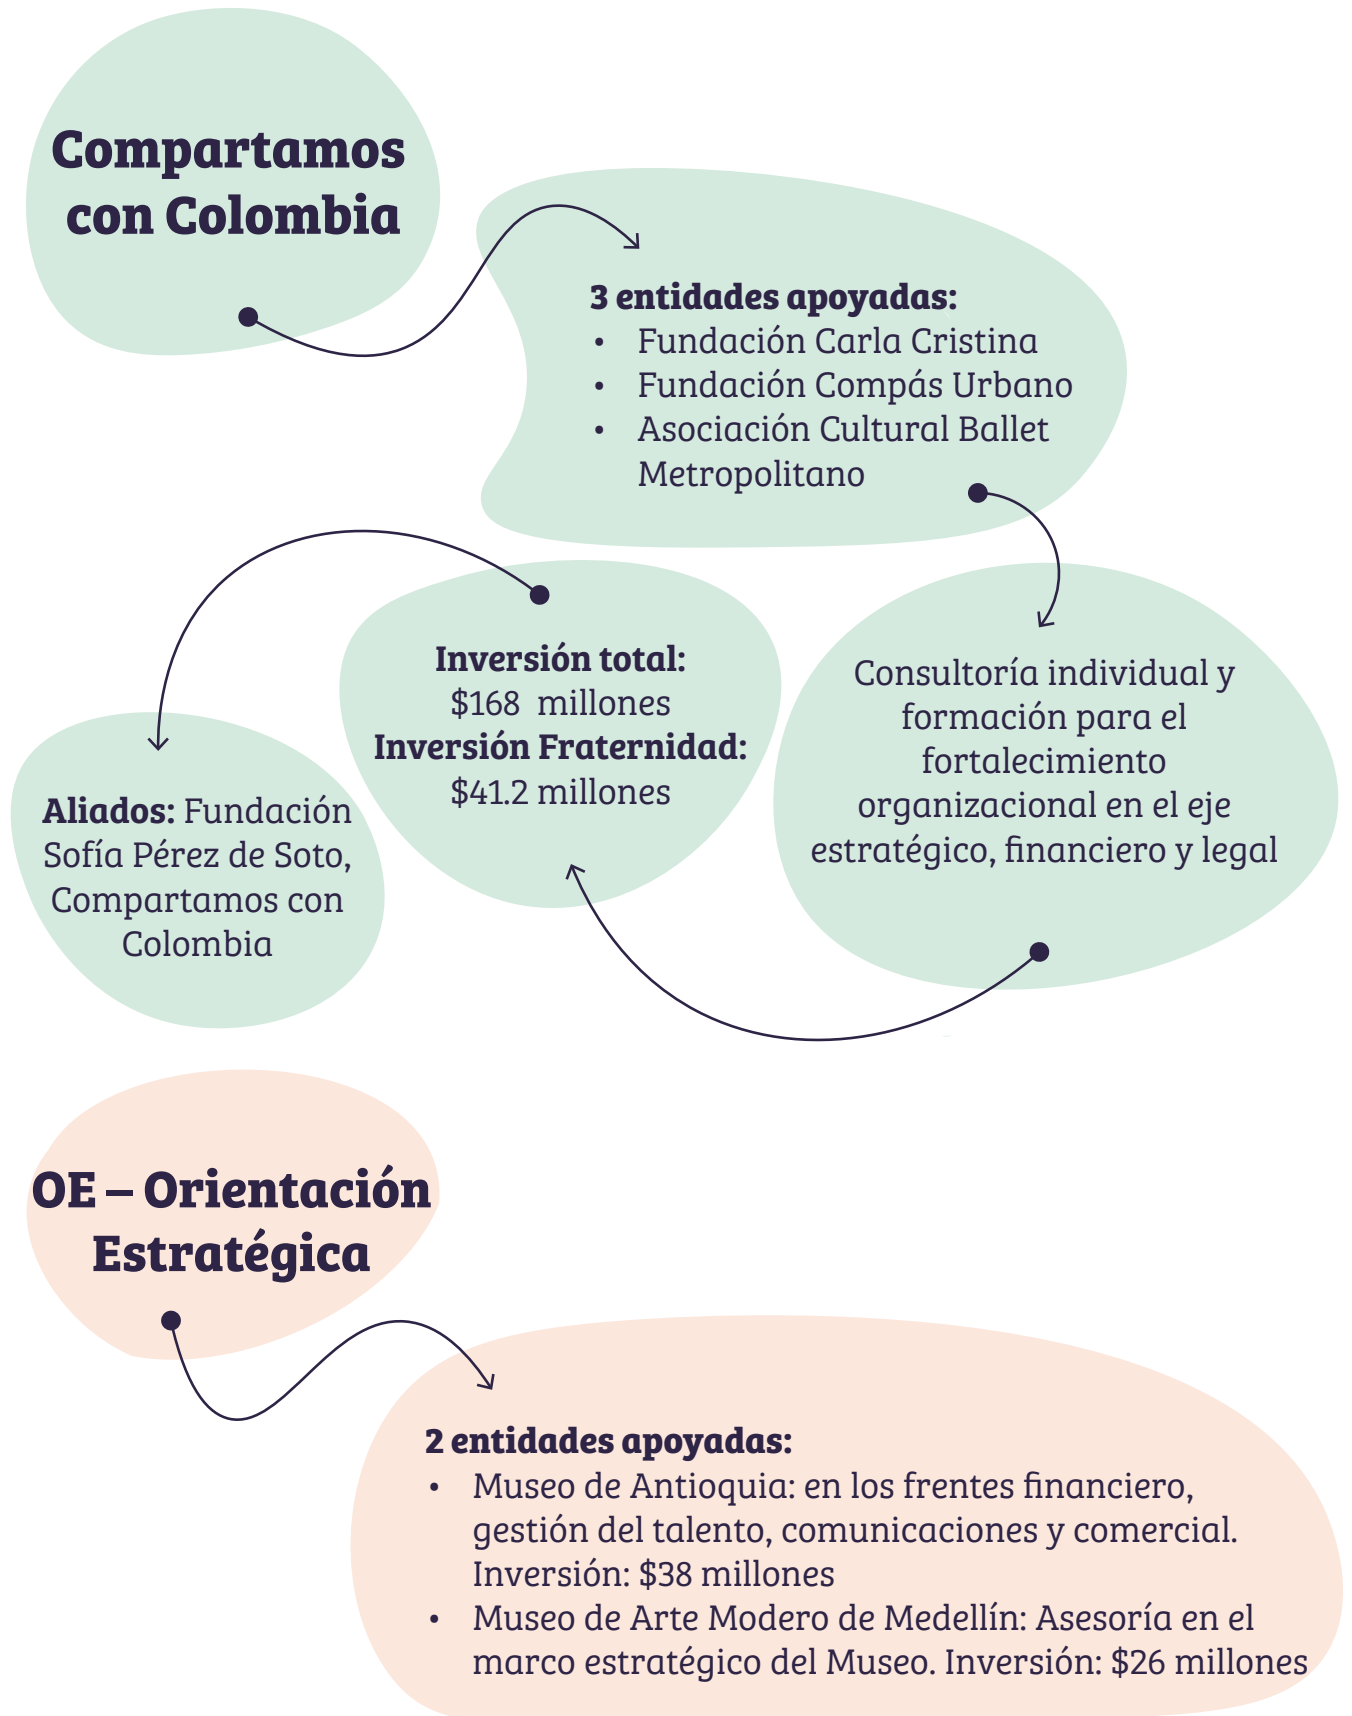 Compartamos
con Colombia
3 entidades apoyadas:
• Fundación Carla Cristina
• Fundación Compás Urbano
• Asociación Cultural Ballet
Metropolitano
Consultoría individual y
formación para el
fortalecimiento
organizacional en el eje
estratégico, financiero y legal
Inversión total:
$168 millones
Inversión Fraternidad:
$41.2 millones
Aliados: Fundación
Sofía Pérez de Soto,
Compartamos con
Colombia
OE – Orientación
Estratégica
2 entidades apoyadas:
• Museo de Antioquia: en los frentes financiero,
gestión del talento, comunicaciones y comercial.
Inversión: $38 millones
• Museo de Arte Modero de Medellín: Asesoría en el
marco estratégico del Museo. Inversión: $26 millones